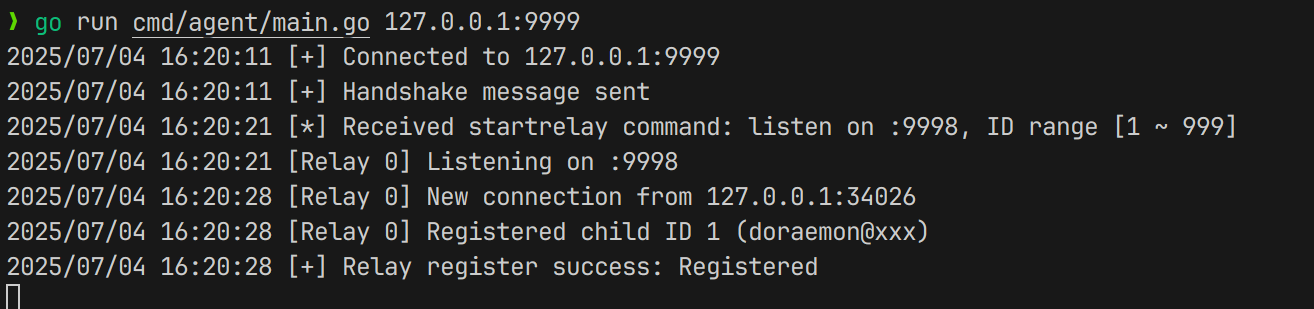 ❱ go run cmd/agent/main.go 127.0.0.1:9999
2025/07/04 16:20:11 [+] Connected to 127.0.0.1:9999
2025/07/04 16:20:11 [+] Handshake message sent
2025/07/04 16:20:21 [*] Received startrelay command: listen on :9998, ID range [1 ~ 999]
2025/07/04 16:20:21 [Relay 0] Listening on :9998
2025/07/04 16:20:28 [Relay 0] New connection from 127.0.0.1:34026
2025/07/04 16:20:28 [Relay 0] Registered child ID 1 (doraemon@xxx)
2025/07/04 16:20:28 [+] Relay register success: Registered